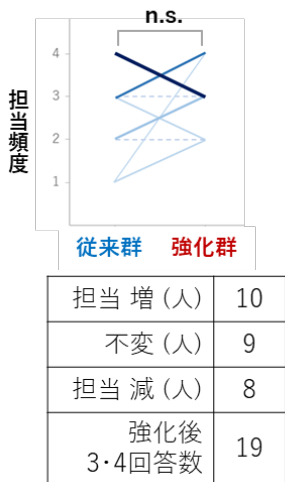 n.s.
4
3
2
1
担当頻度
従来群 強化群
担当 増（人） 10
不変（人） 9
担当 減（人） 8
強化後
3･4回答数 19